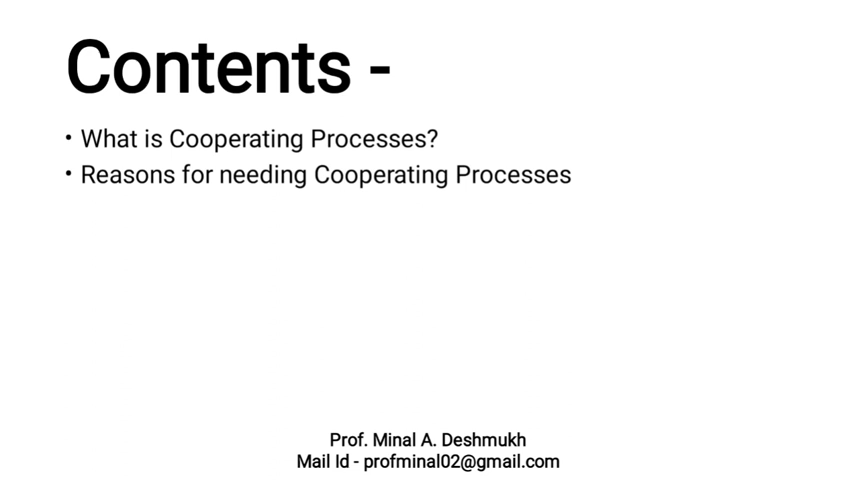 Contents -
• What is Cooperating Processes?
• Reasons for needing Cooperating Processes
Prof. Minal A. Deshmukh
Mail Id - profminal02@gmail.com